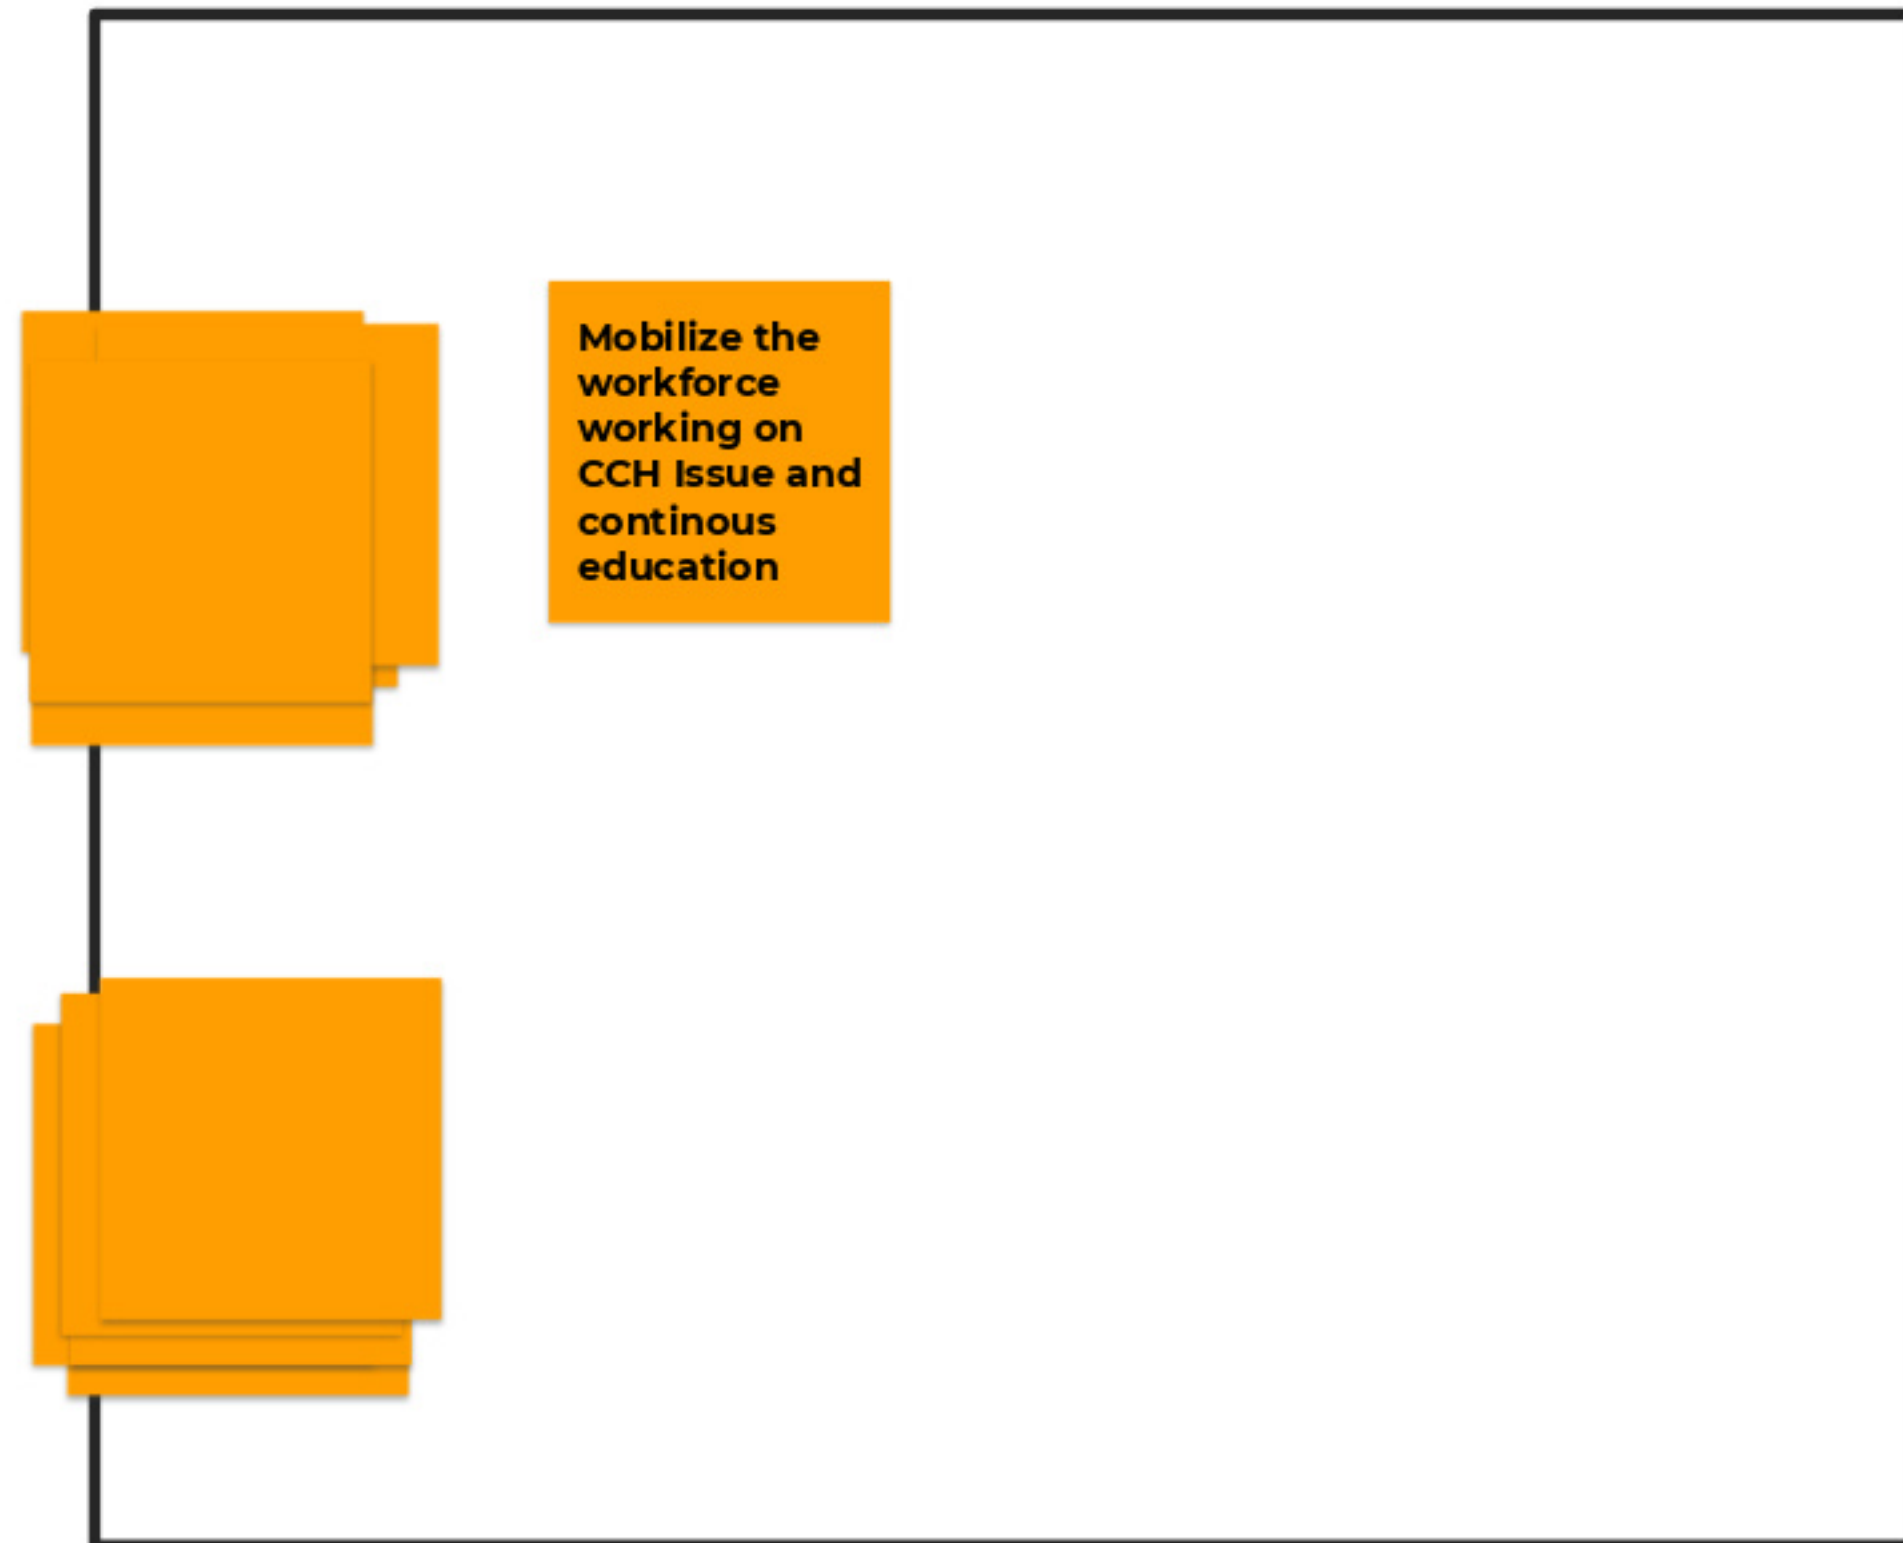 Mobilize the
workforce
working on
CCH Issue and
continous
education